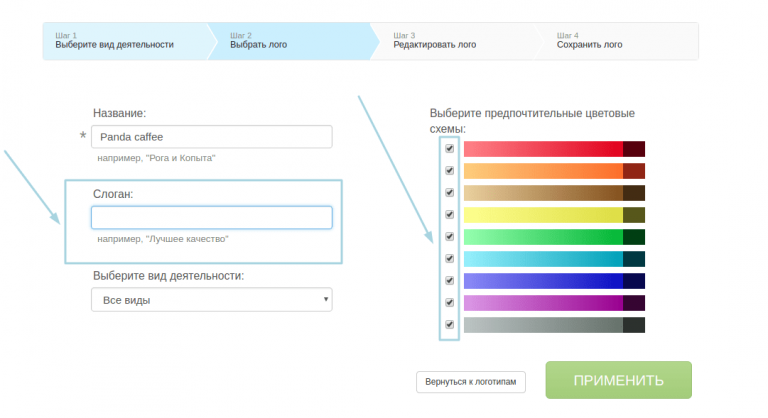 Шаг 1
Выберите вид деятельности
Шаг 2
Выбрать лого
Шаг 3
Редактировать лого
Шаг 4
Сохранить лого
Название:
* Panda caffee
например, "Рога и Копыта"
Слоган:
например, "Лучшее качество"
Выберите вид деятельности:
Все виды
Выберите предпочтительные цветовые
схемы:
Вернуться к логотипам
ПРИМЕНИТЬ